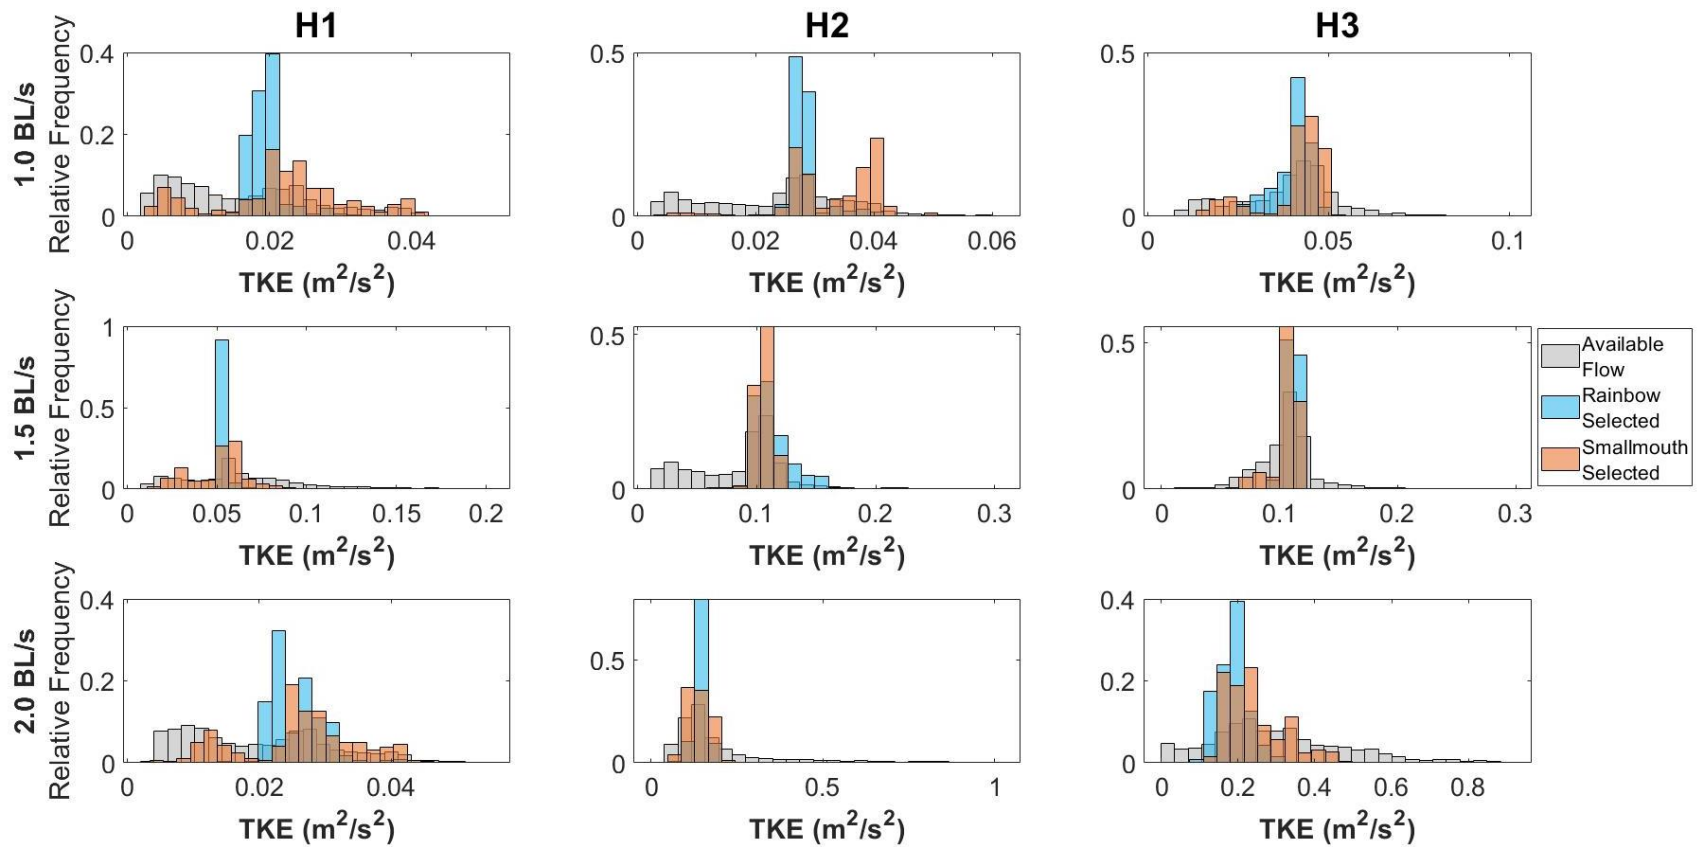 H1 H2 H3
1.0 BL/s
Relative Frequency
0.4
0.2
0
0 0.02 0.04
TKE (m²/s²)
0.5
0
0 0.02 0.04 0.06
TKE (m²/s²)
0.5
0
0 0.05 0.1
TKE (m²/s²)
1.5 BL/s
Relative Frequency
1
0.5
0
0 0.05 0.1 0.15 0.2
TKE (m²/s²)
0.5
0
0 0.1 0.2 0.3
TKE (m²/s²)
0.5
0
0 0.1 0.2 0.3
TKE (m²/s²)
Available
Flow
Rainbow
Selected
Smallmouth
Selected
2.0 BL/s
Relative Frequency
0.4
0.2
0
0 0.02 0.04
TKE (m²/s²)
0.5
0
0 0.5 1
TKE (m²/s²)
0.4
0.2
0
0 0.2 0.4 0.6 0.8
TKE (m²/s²)